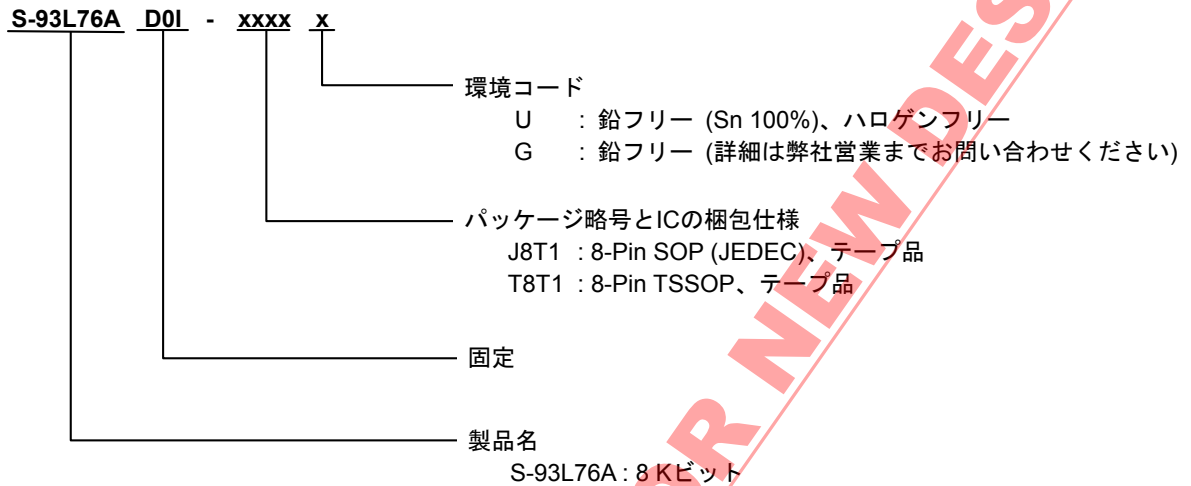 S-93L76A D0I - xxxx x
環境コード
U : 鉛フリー (Sn 100%)、ハロゲンフリー
G : 鉛フリー (詳細は弊社営業までお問い合わせください)
パッケージ略号とICの梱包仕様
J8T1 : 8-Pin SOP (JEDEC)、テープ品
T8T1 : 8-Pin TSSOP、テープ品
固定
製品名
S-93L76A : 8 Kビット
OR NEW DES